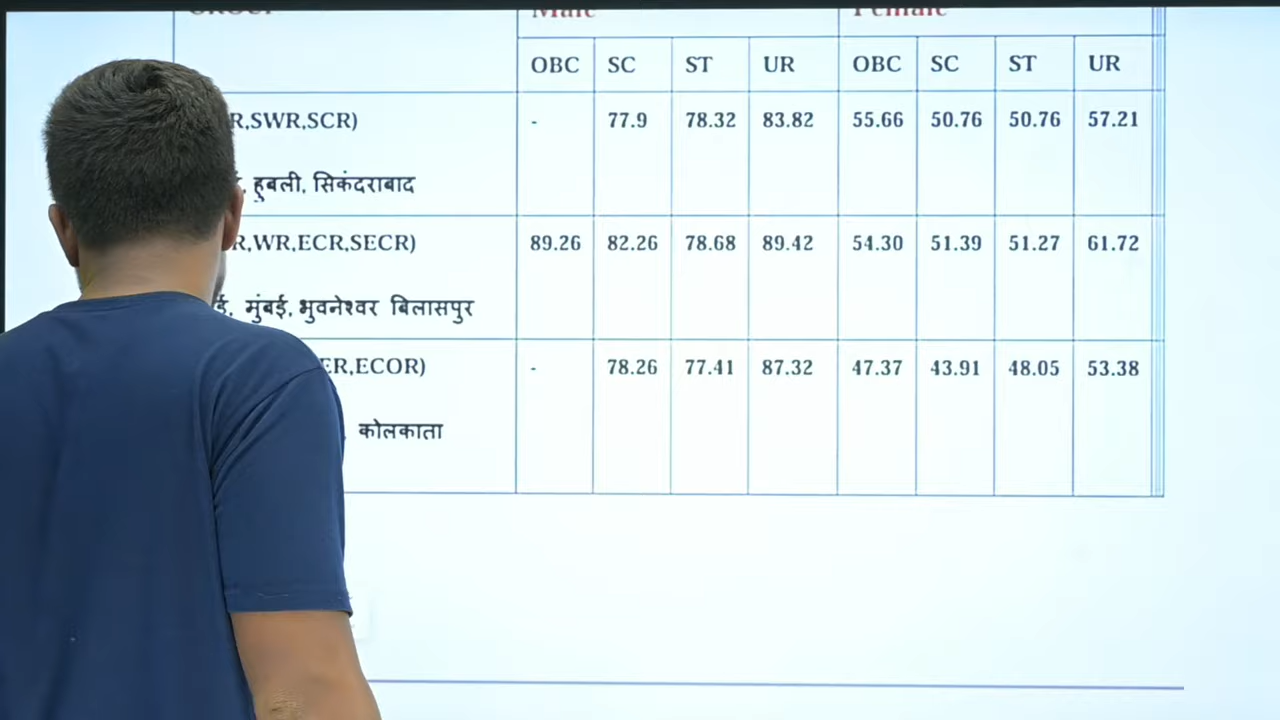 Male Female
OBC SC ST UR OBC SC ST UR
R,SWR,SCR) - 77.9 78.32 83.82 55.66 50.76 50.76 57.21
, हुबली, सिकंदराबाद
R,WR,ECR,SECR) 89.26 82.26 78.68 89.42 54.30 51.39 51.27 61.72
मुंबई, भुवनेश्वर बिलासपुर
ER,ECOR) - 78.26 77.41 87.32 47.37 43.91 48.05 53.38
कोलकाता